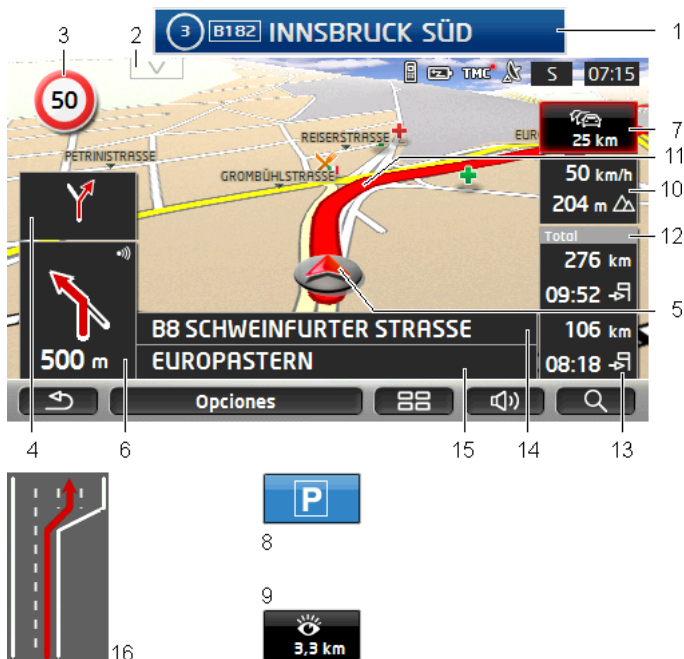 3 B182 INNSBRUCK SÜD
1
3
2
50
TMC S 07:15
7
25 km
REISERSTRASSE
EUR
11
PETRINISTRASSE
GROMBÜHLSTRASSE
50 km/h
10
204 m
Total
12
276 km
09:52
5
500 m
B8 SCHWEINFURTER STRASSE
106 km
EUROPASTERN
08:18
Opciones
4
6
15
14
13
P
8
9
3,3 km
16